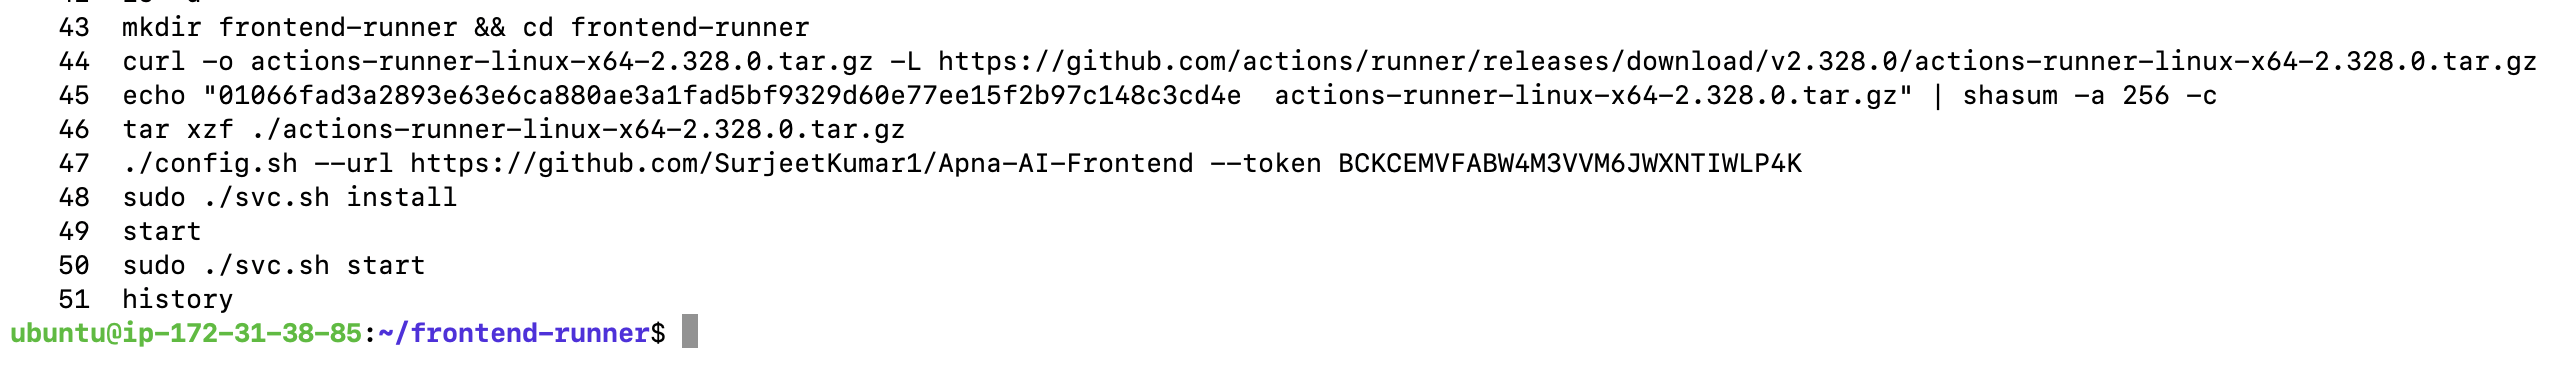 43 mkdir frontend-runner && cd frontend-runner
44 curl -o actions-runner-linux-x64-2.328.0.tar.gz -L https://github.com/actions/runner/releases/download/v2.328.0/actions-runner-linux-x64-2.328.0.tar.gz
45 echo "01066fad3a2893e63e6ca880ae3a1fad5bf9329d60e77ee15f2b97c148c3cd4e  actions-runner-linux-x64-2.328.0.tar.gz" | shasum -a 256 -c
46 tar xzf ./actions-runner-linux-x64-2.328.0.tar.gz
47 ./config.sh --url https://github.com/SurjeetKumar1/Apna-AI-Frontend --token BCKCEMVFABW4M3VVM6JWXNTIWLP4K
48 sudo ./svc.sh install
49 start
50 sudo ./svc.sh start
51 history
ubuntu@ip-172-31-38-85:~/frontend-runner$